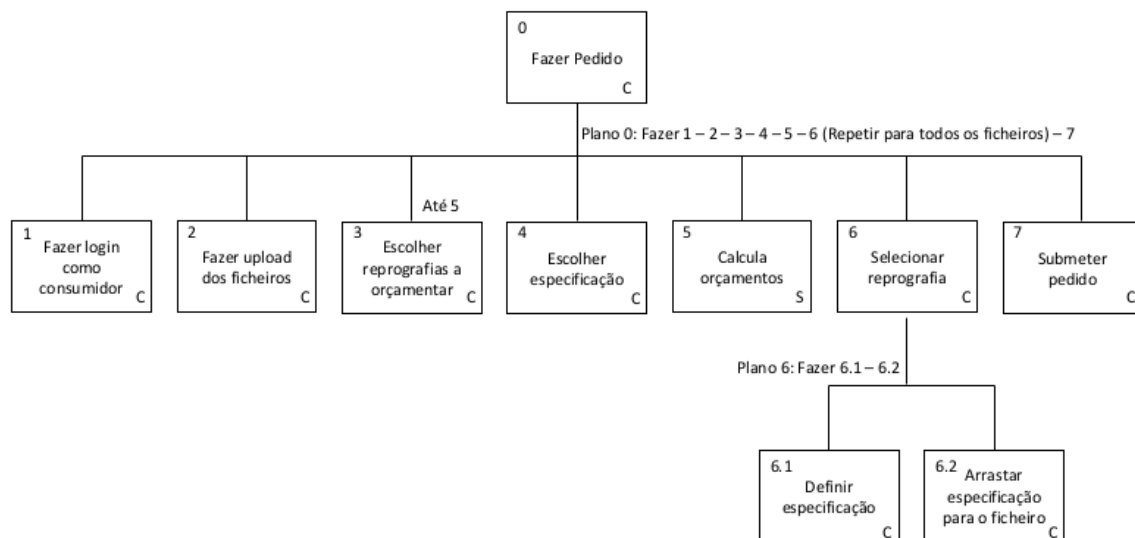 0
Fazer Pedido
C
Plano 0: Fazer 1 – 2 – 3 – 4 – 5 – 6 (Repetir para todos os ficheiros) – 7
Até 5
1
Fazer login
como
consumidor
C
2
Fazer upload
dos ficheiros
C
3
Escolher
reprografias a
orçamentar
C
4
Escolher
especificação
C
5
Calcula
orçamentos
S
6
Selecionar
reprografia
C
7
Submeter
pedido
C
Plano 6: Fazer 6.1 – 6.2
6.1
Definir
especificação
C
6.2
Arrastar
especificação
para o ficheiro
C